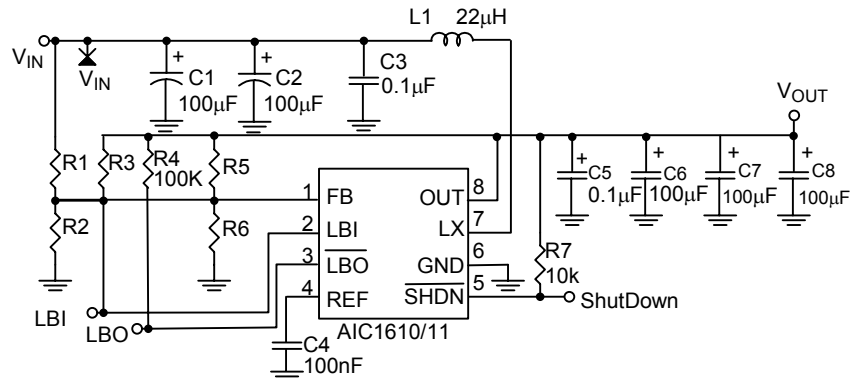 L1 22µH
VIN
VIN
C1
100µF
C2
100µF
C3
0.1µF
VOUT
R1
R3
R4
100K
R5
R2
R6
1 FB
2 LBI
3 LBO
4 REF
OUT 8
LX 7
GND 6
SHDN 5
AIC1610/11
C4
100nF
LBI
LBO
R7
10k
ShutDown
+
C5
0.1µF
+
C6
100µF
+
C7
100µF
+
C8
100µF
+
+